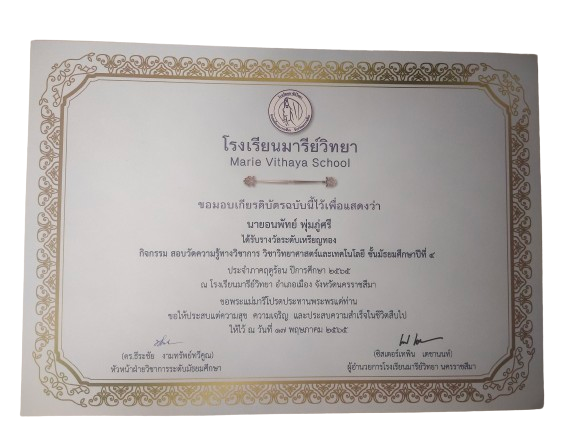 โรงเรียนมารีย์วิทยา
Marie Vithaya School
ขอมอบเกียรติบัตรฉบับนี้ไว้เพื่อแสดงว่า
นายอนพัทย์ พุ่มภู่ศรี
ได้รับรางวัลระดับเหรียญทอง
กิจกรรม สอบวัดความรู้ทางวิชาการ วิชาวิทยาศาสตร์และเทคโนโลยี ชั้นมัธยมศึกษาปีที่ ๔
ประจำภาคฤดูร้อน ปีการศึกษา ๒๕๖๕
ณ โรงเรียนมารีย์วิทยา อำเภอเมือง จังหวัดนครราชสีมา
ขอพระแม่มารีโปรดประทานพระพรแด่ท่าน
ขอให้ประสบแต่ความสุข ความเจริญ และประสบความสำเร็จในชีวิตสืบไป
ให้ไว้ ณ วันที่ ๑๗ พฤษภาคม ๒๕๖๕
(ดร.ธีระชัย งามทรัพย์ทวีคูณ) (ซิสเตอร์เทพิน เตชานนท์)
หัวหน้าฝ่ายวิชาการระดับมัธยมศึกษา ผู้อำนวยการโรงเรียนมารีย์วิทยา นครราชสีมา